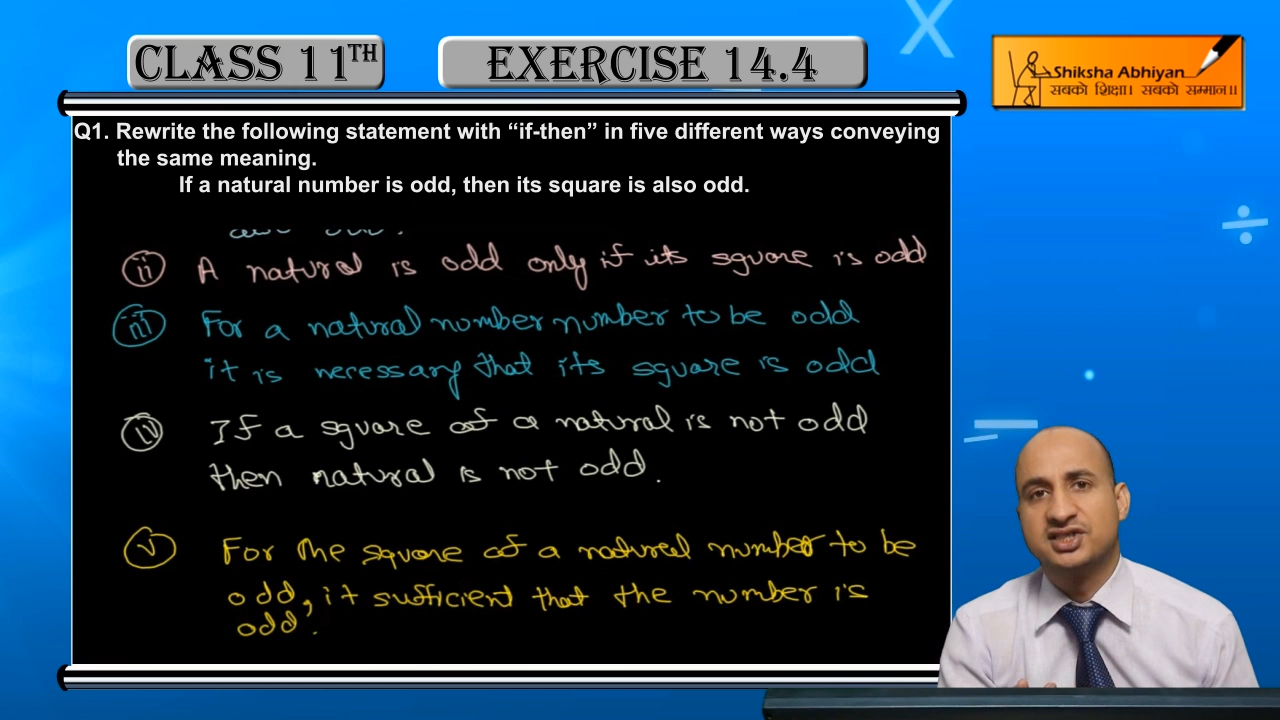 CLASS 11TH
EXERCISE 14.4
Shiksha Abhiyan
सबको शिक्षा। सबको सम्मान।।
Q1. Rewrite the following statement with “if-then” in five different ways conveying
the same meaning.
If a natural number is odd, then its square is also odd.
(ii) A natural is odd only if its square is odd
(iii) For a natural number number to be odd
it is necessary that its square is odd
(iv) If a square of a natural is not odd
then natural is not odd.
(v) For the square of a natural number to be
odd, it sufficient that the number is
odd.